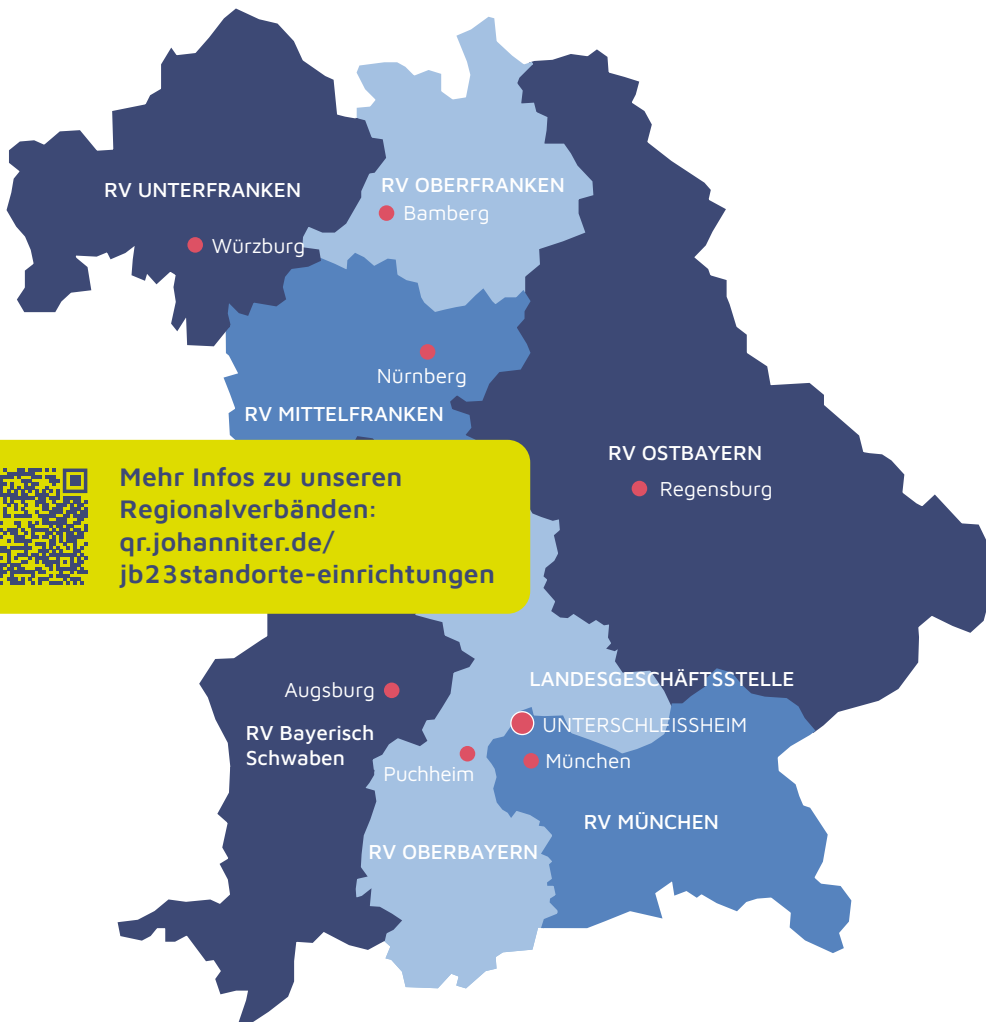 RV UNTERFRANKEN
Würzburg
RV OBERFRANKEN
Bamberg
Nürnberg
RV MITTELFRANKEN
RV OSTBAYERN
Regensburg
Mehr Infos zu unseren
Regionalverbänden:
qr.johanniter.de/
jb23standorte-einrichtungen
Augsburg
RV Bayerisch
Schwaben
LANDESGESCHÄFTSSTELLE
UNTERSCHLEISSHEIM
München
Puchheim
RV MÜNCHEN
RV OBERBAYERN